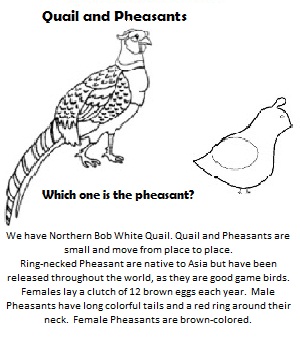 Quail and Pheasants
Which one is the pheasant?
We have Northern Bob White Quail. Quail and Pheasants are
small and move from place to place.
Ring-necked Pheasant are native to Asia but have been
released throughout the world, as they are good game birds.
Females lay a clutch of 12 brown eggs each year.  Male
Pheasants have long colorful tails and a red ring around their
neck.  Female Pheasants are brown-colored.